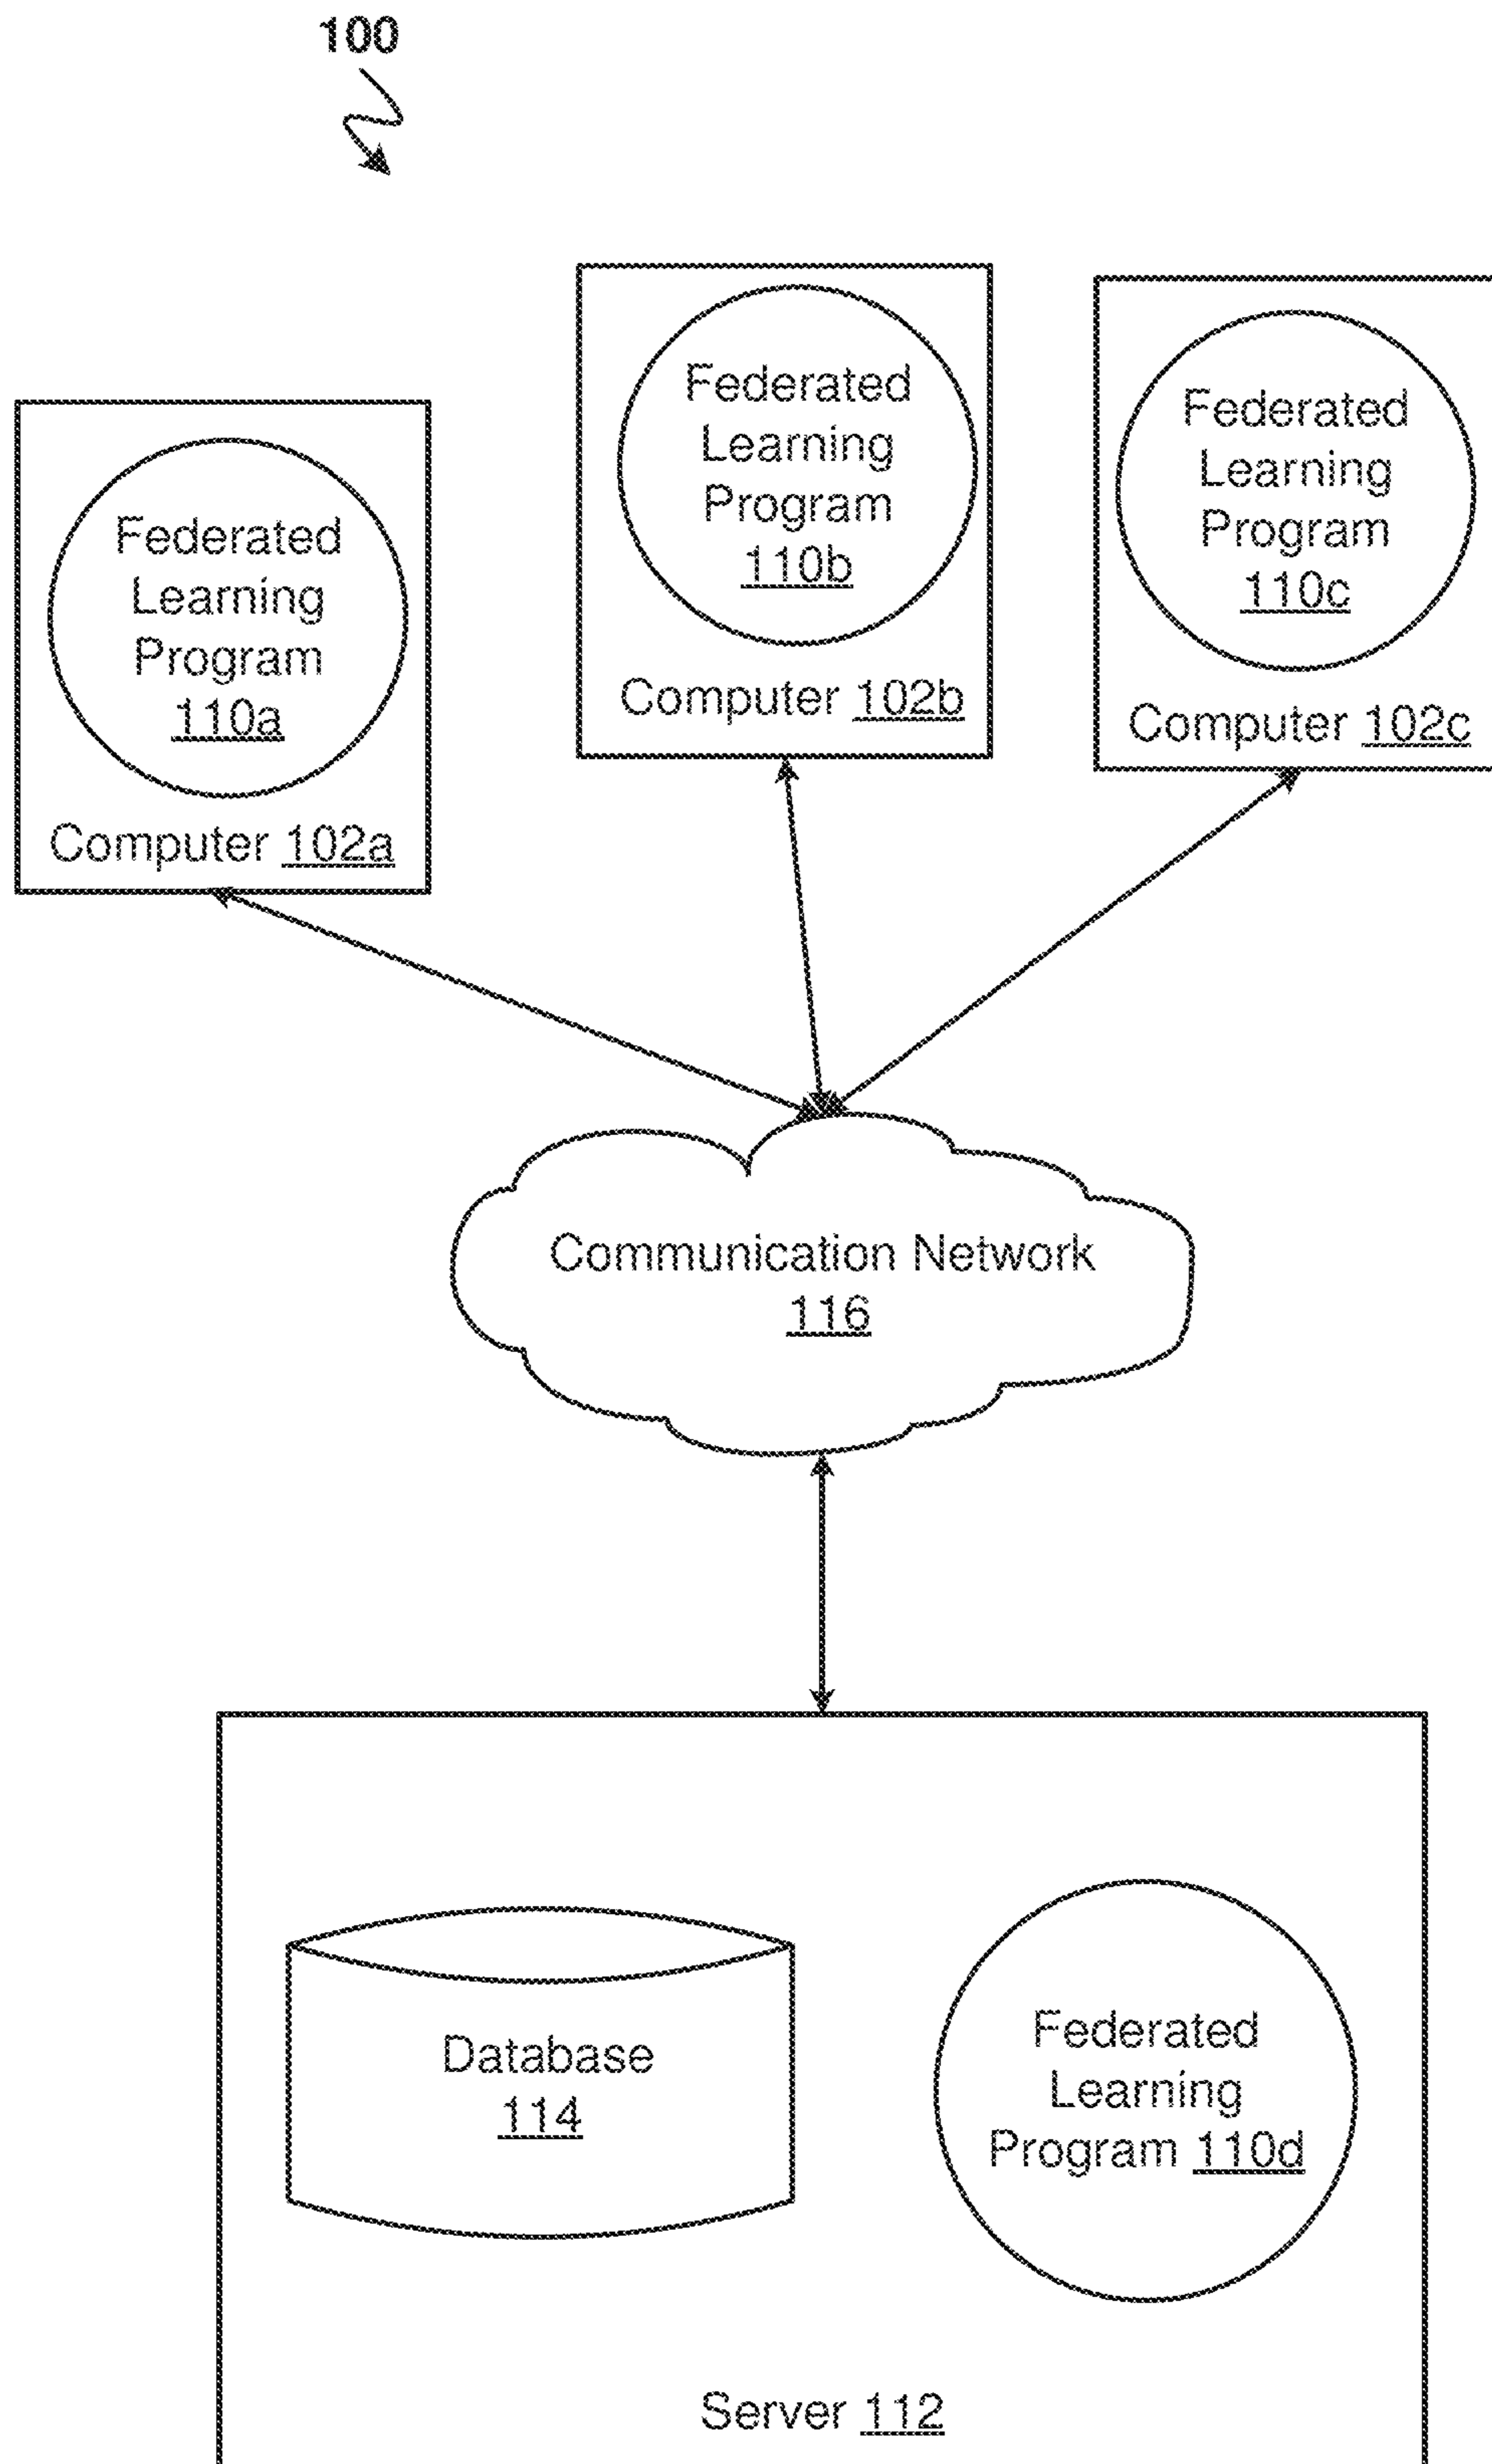 100
Federated
Learning
Program
110a
Computer 102a
Federated
Learning
Program
110b
Computer 102b
Federated
Learning
Program
110c
Computer 102c
Communication Network
116
Database
114
Federated
Learning
Program 110d
Server 112